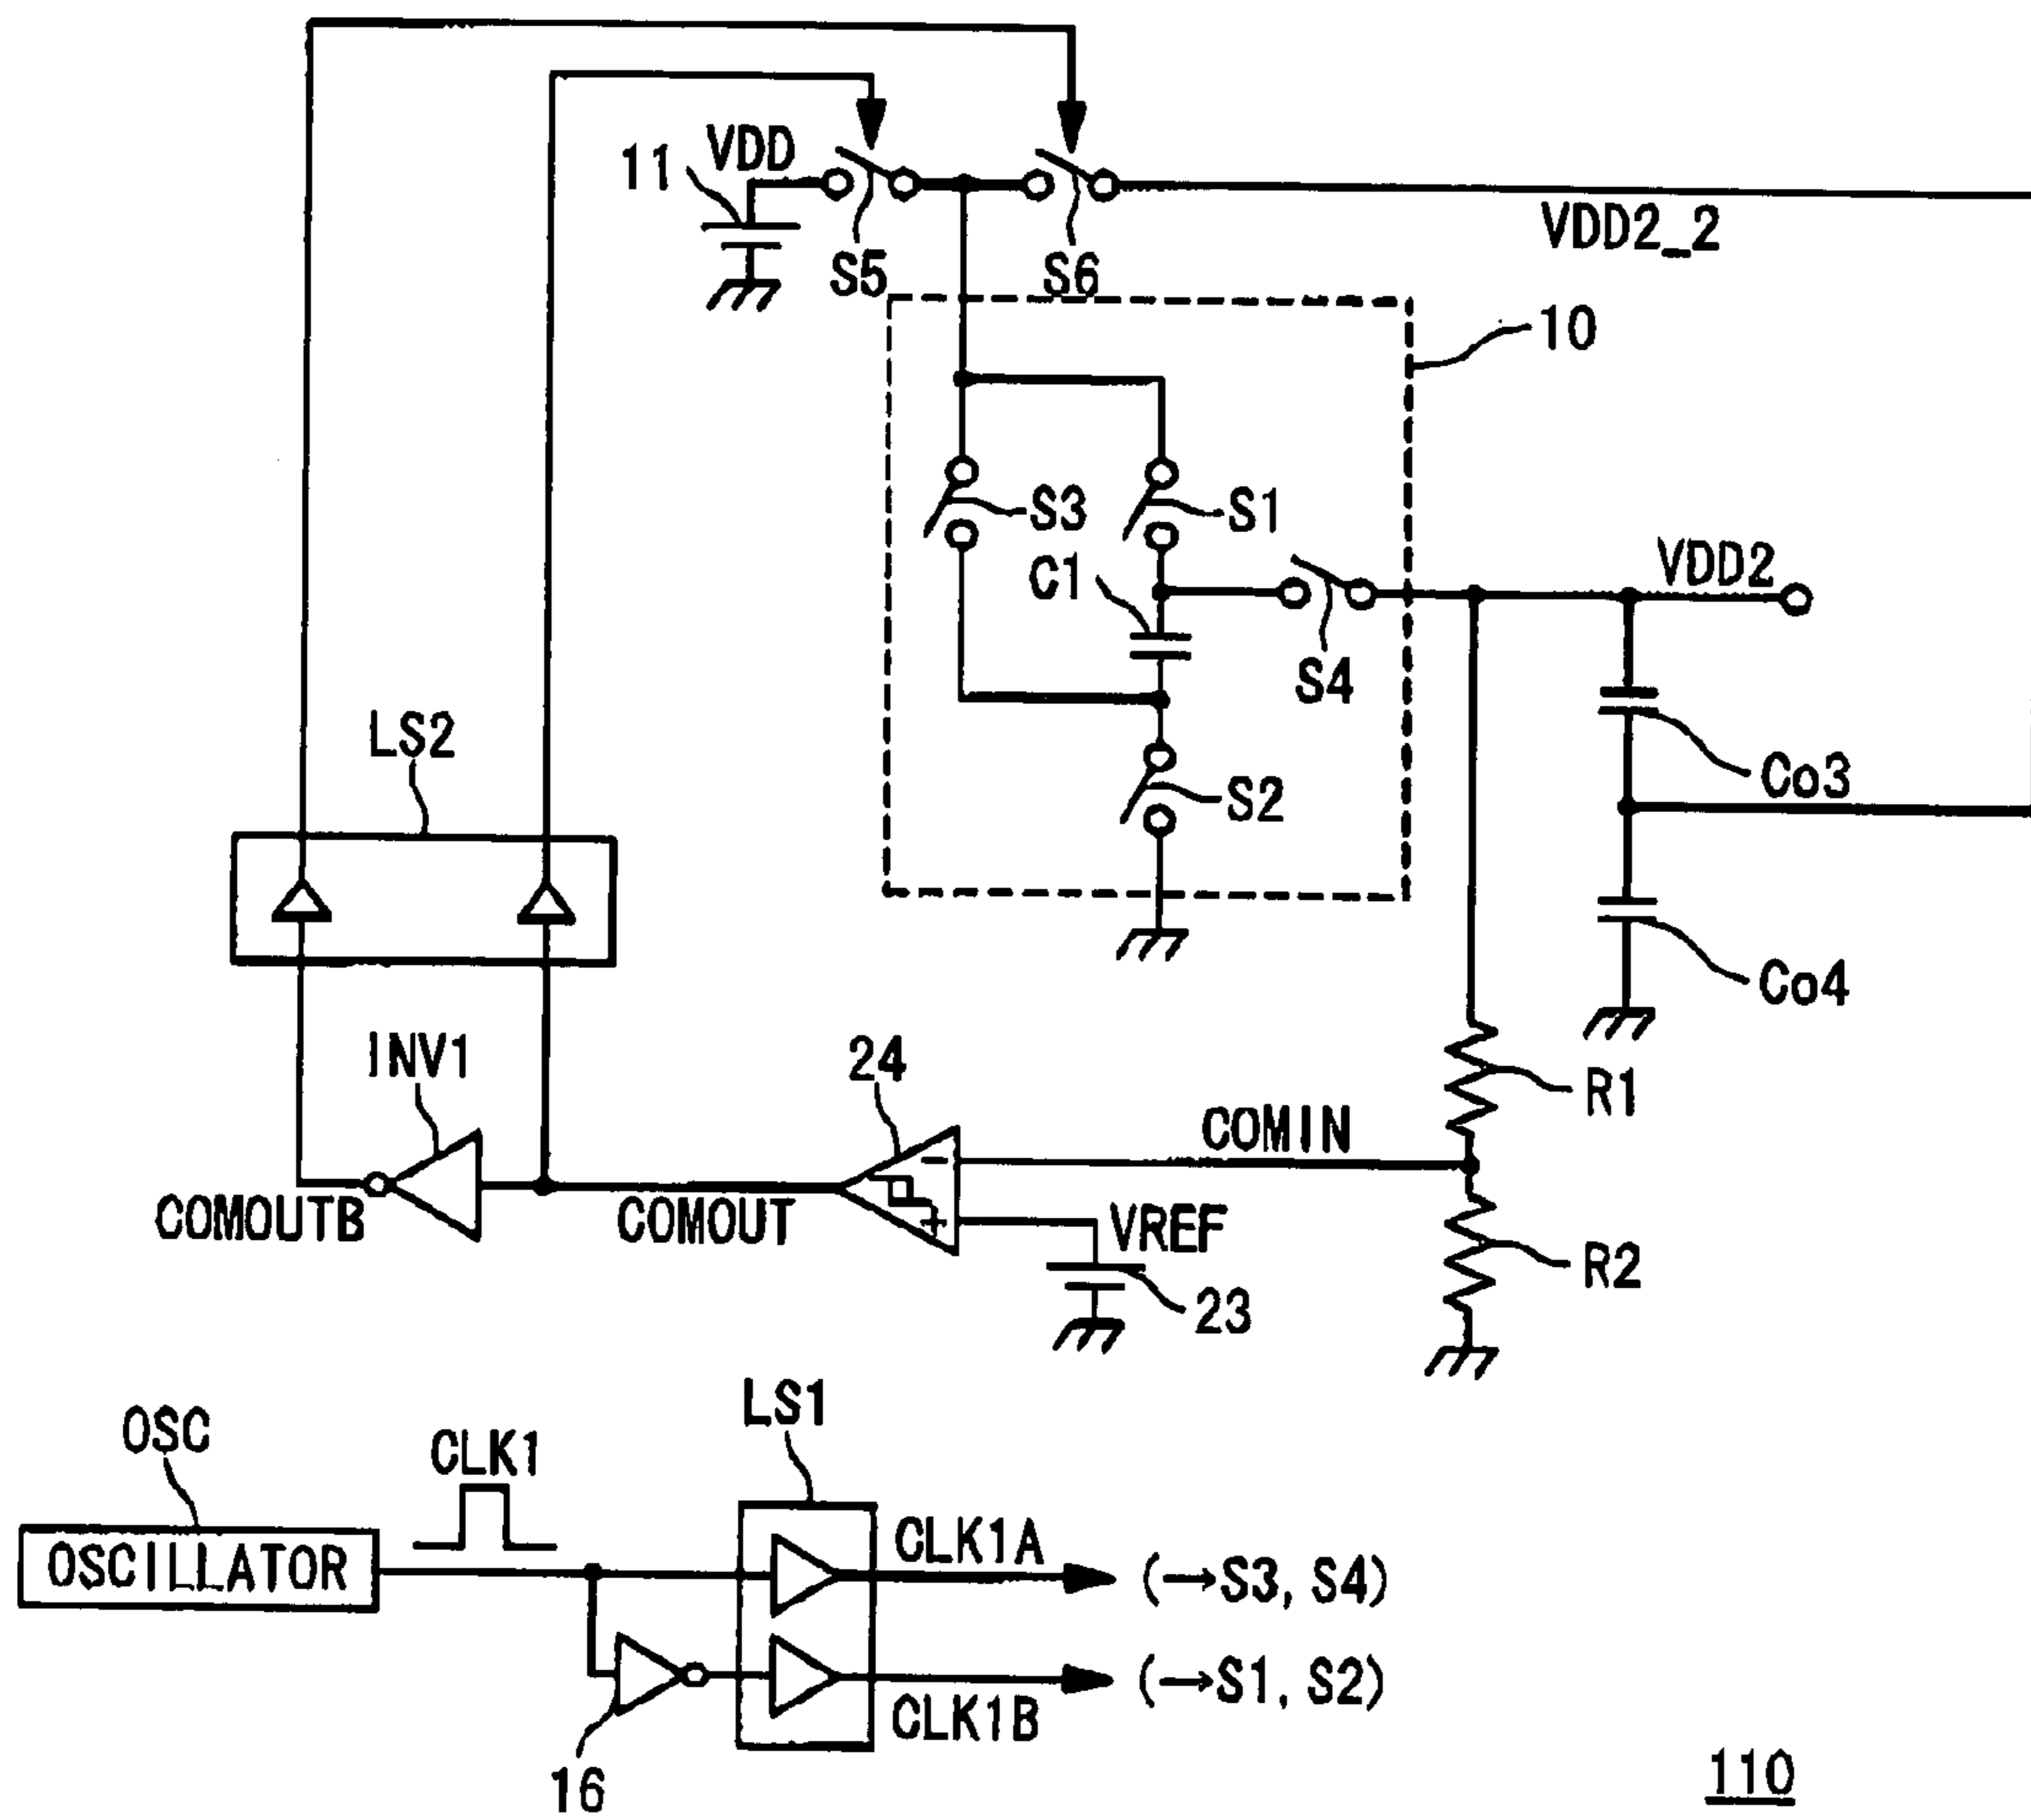 11
VDD
S5
S6
VDD2_2
10
S3
S1
C1
S4
VDD2
S2
Co3
LS2
Co4
INV1
24
COMIN
R1
COMOUTB
COMOUT
-
+
VREF
23
R2
OSC
CLK1
LS1
OSCILLATOR
CLK1A
(→S3, S4)
CLK1B
(→S1, S2)
16
110